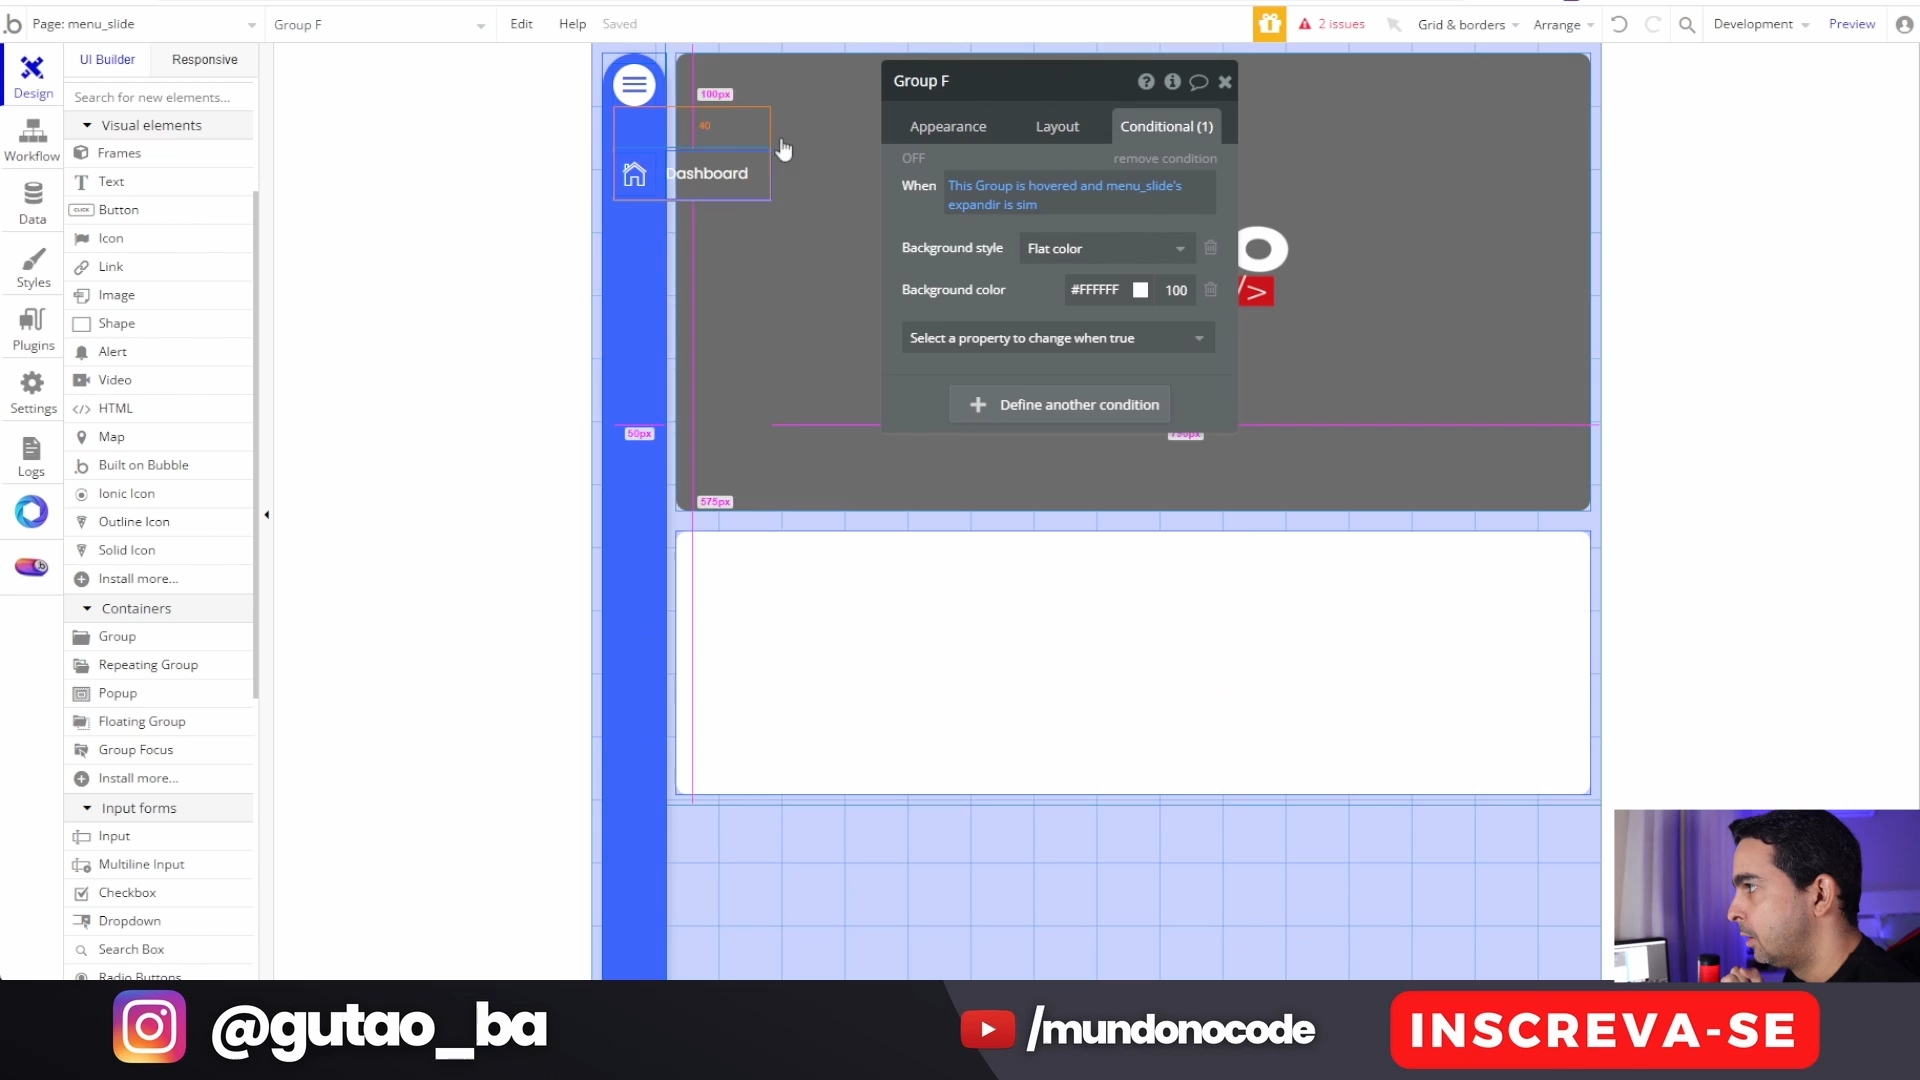 Page: menu_slide
Group F
Edit
Help
Saved
2 issues
Grid & borders
Arrange
Development
Preview
Design
Workflow
Data
Styles
Plugins
Settings
Logs
UI Builder
Responsive
Search for new elements...
Visual elements
Frames
Text
CLICK
Button
Icon
Link
Image
Shape
Alert
Video
HTML
Map
Built on Bubble
Ionic Icon
Outline Icon
Solid Icon
Install more...
Containers
Group
Repeating Group
Popup
Floating Group
Group Focus
Install more...
Input forms
Input
Multiline Input
Checkbox
Dropdown
Search Box
Radio Buttons
100px
40
Dashboard
50px
575px
Group F
Appearance
Layout
Conditional (1)
OFF
remove condition
When
This Group is hovered and menu_slide's
expandir is sim
Background style
Flat color
Background color
#FFFFFF
100
Select a property to change when true
Define another condition
O
/>
@gutao_ba
/mundonocode
INSCREVA-SE